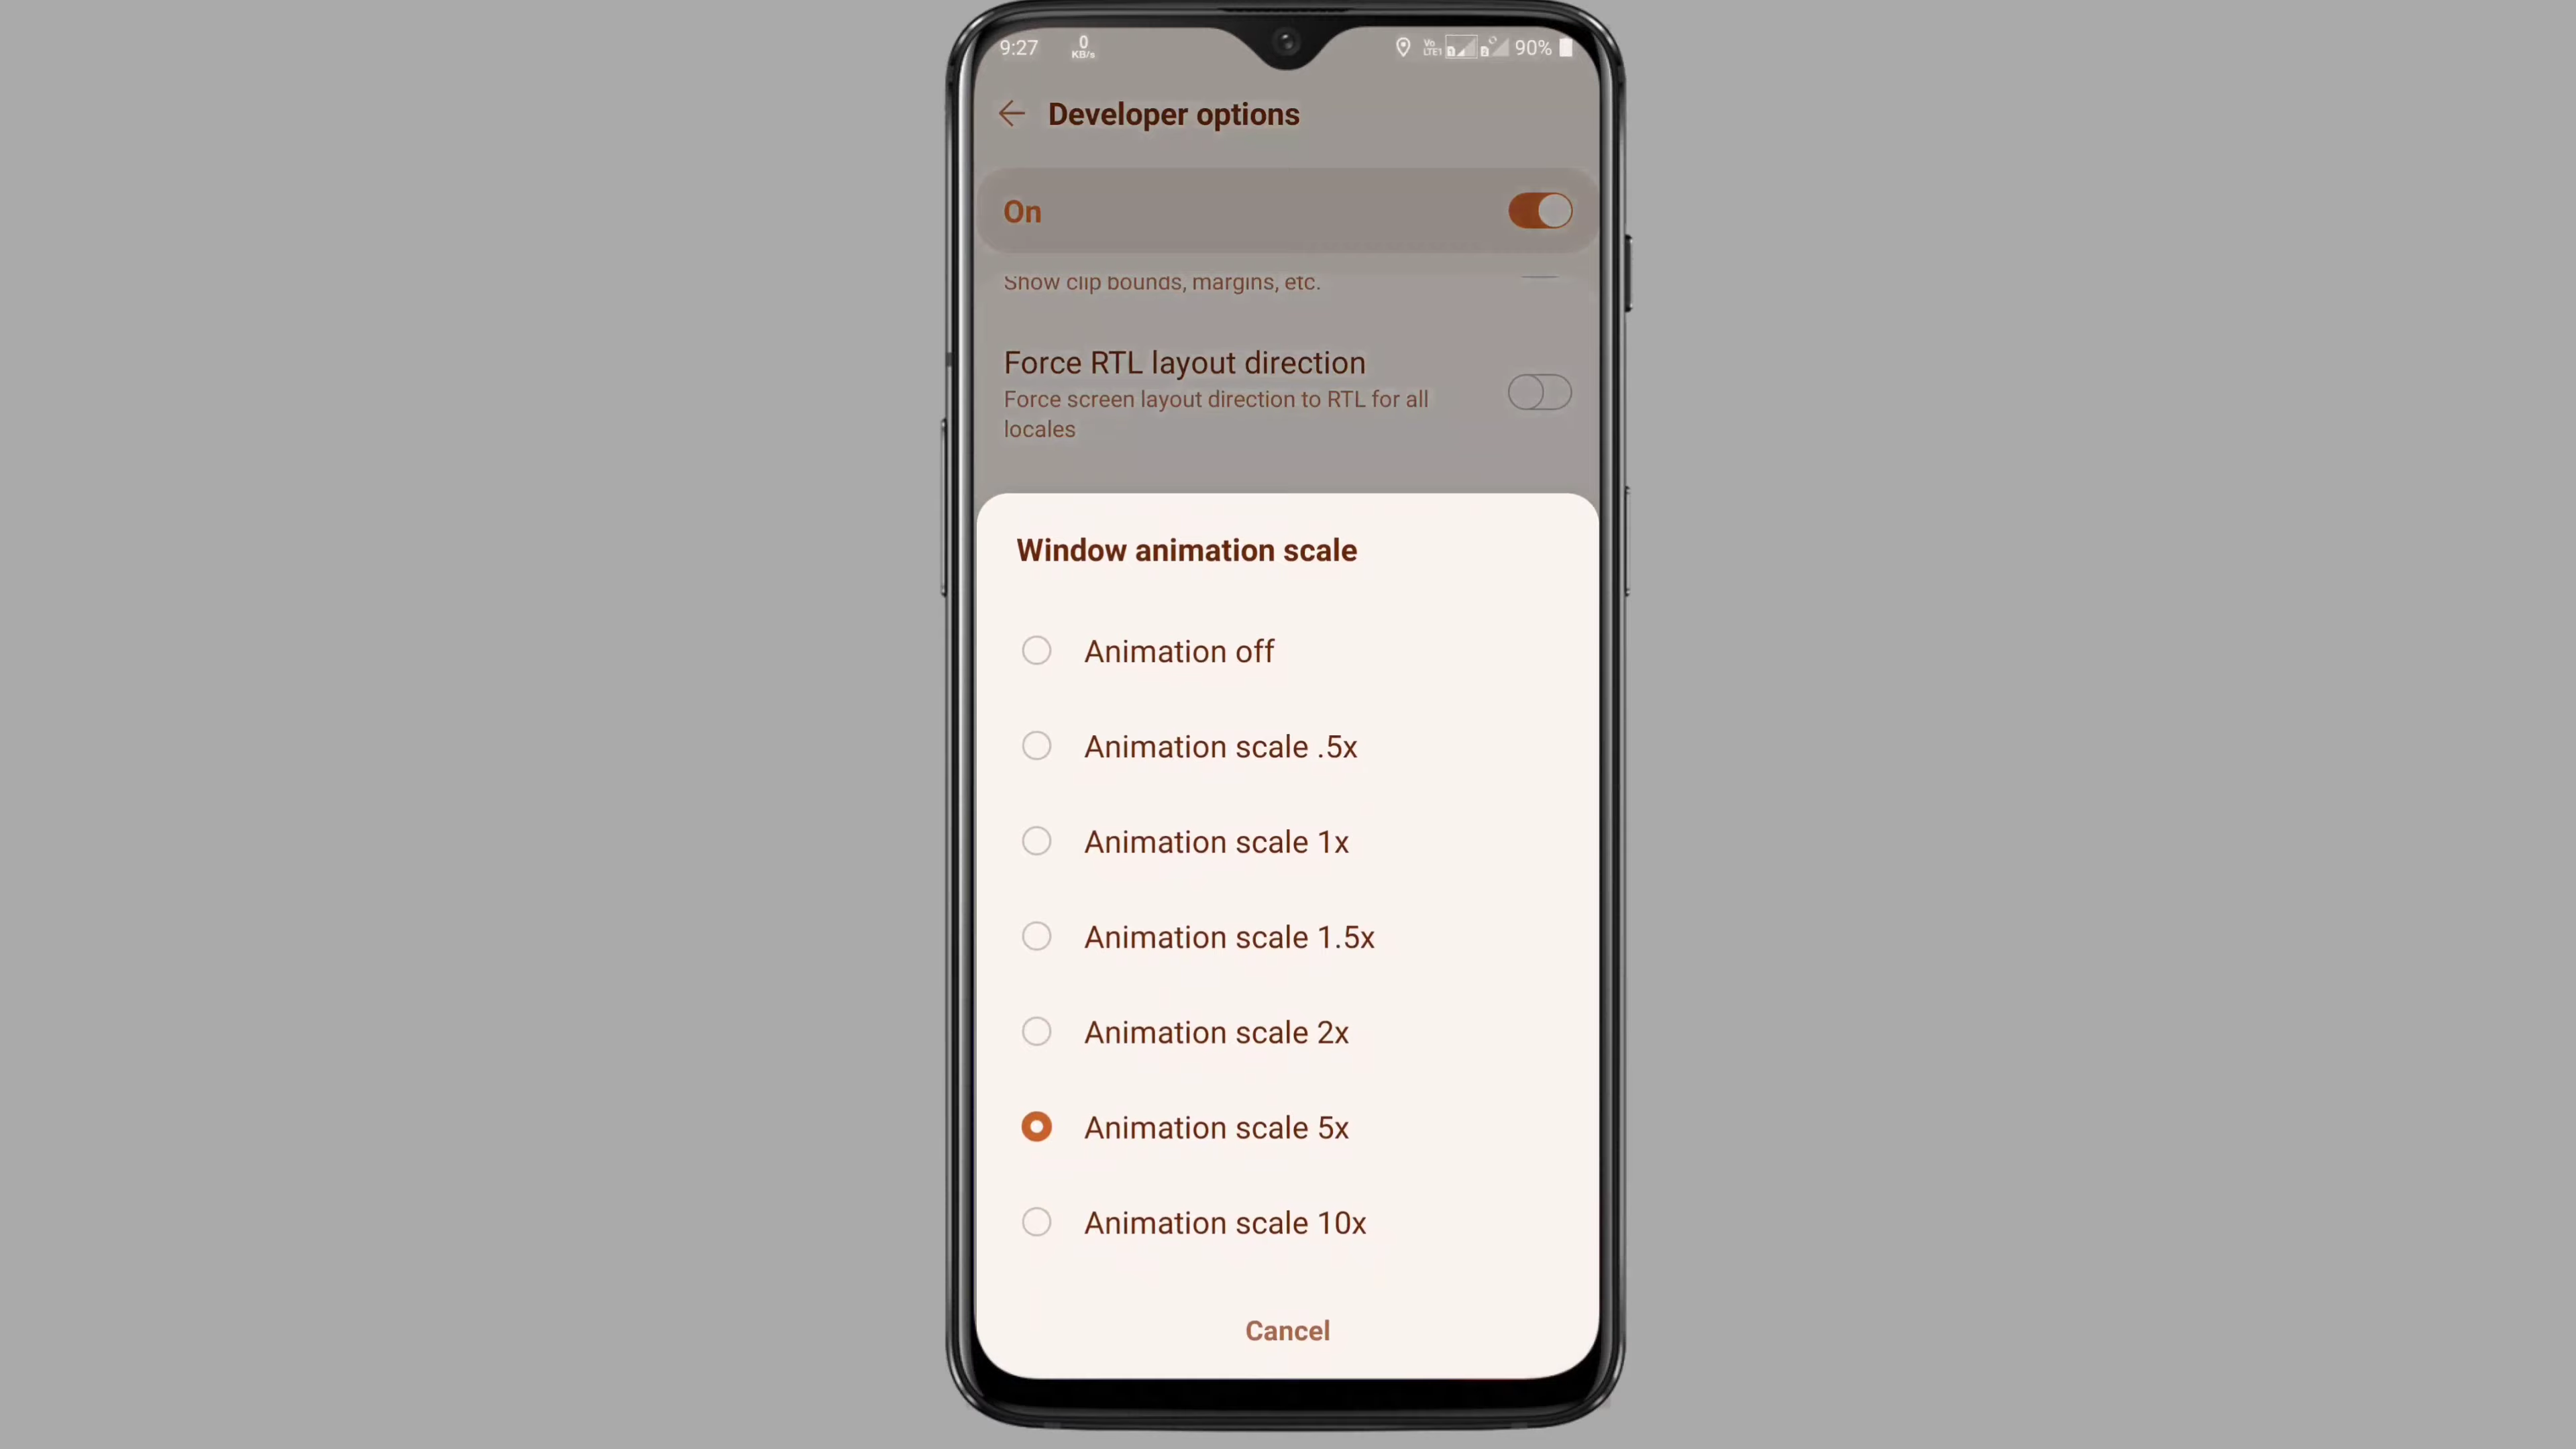 9:27
0
KB/s
Vo
LTE1
90%
Developer options
On
Show clip bounds, margins, etc.
Force RTL layout direction
Force screen layout direction to RTL for all
locales
Window animation scale
Animation off
Animation scale .5x
Animation scale 1x
Animation scale 1.5x
Animation scale 2x
Animation scale 5x
Animation scale 10x
Cancel